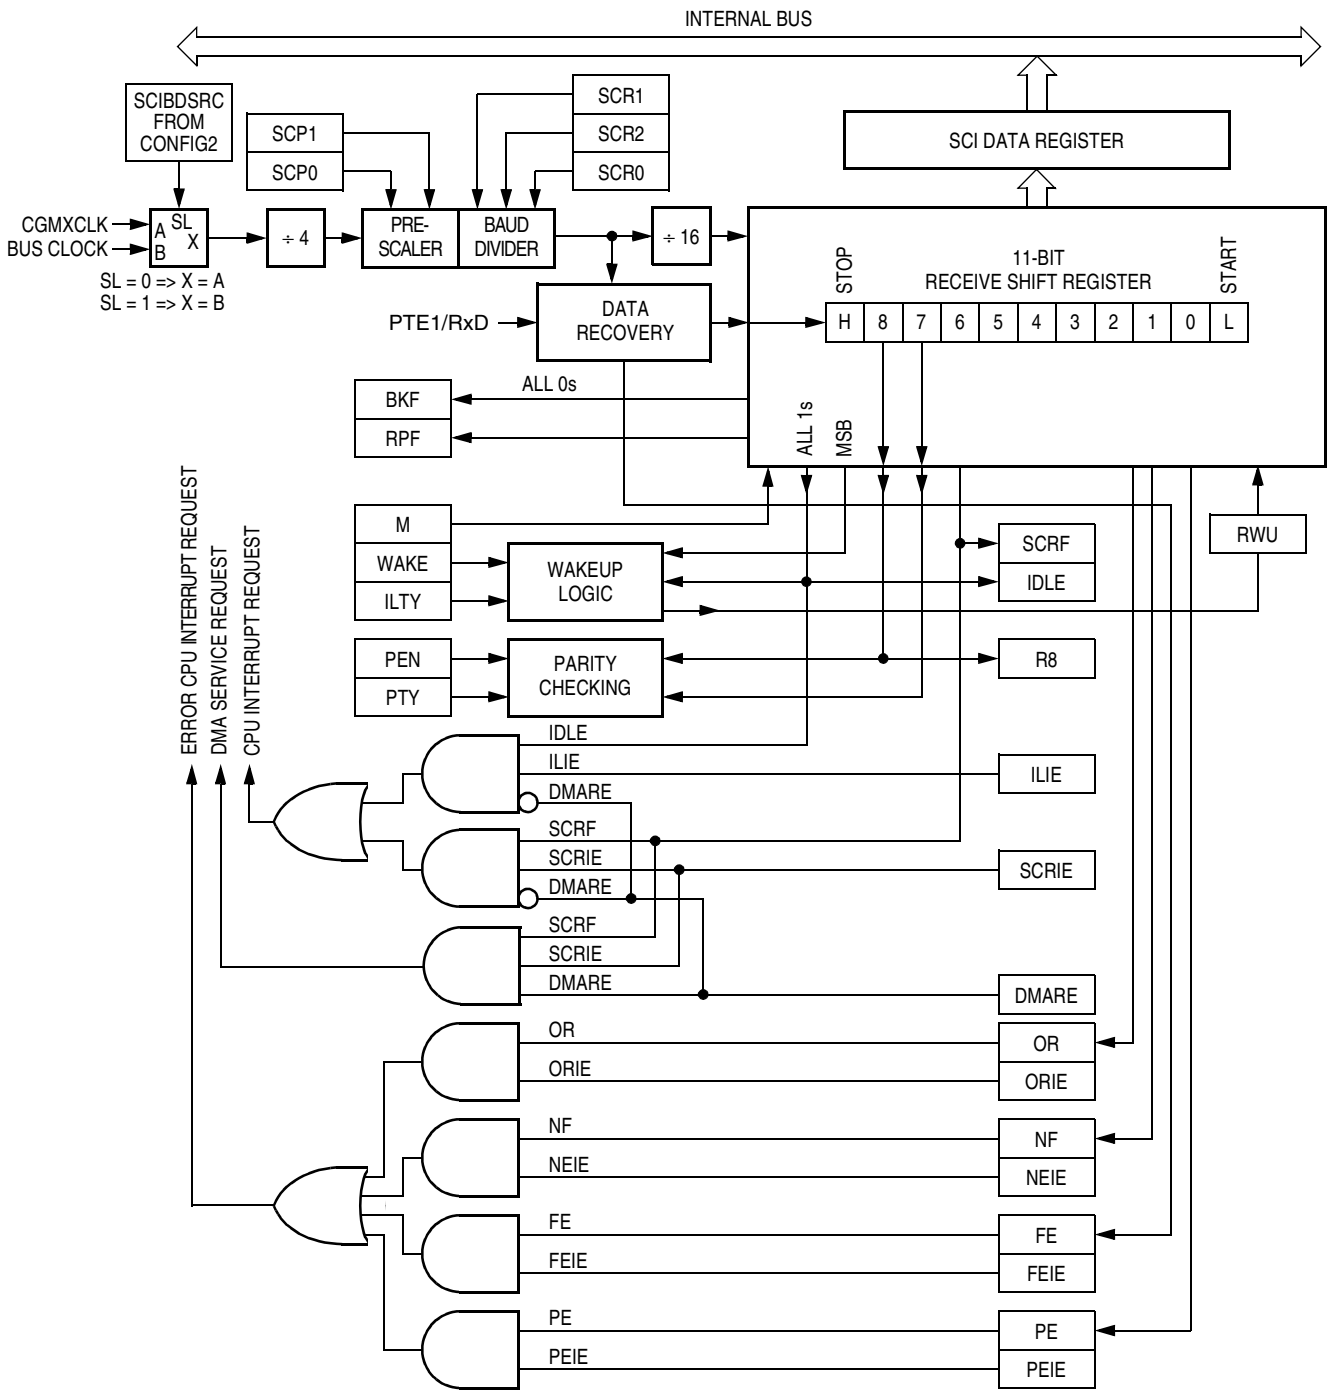 INTERNAL BUS
SCIBDSRC
FROM
CONFIG2
SCP1
SCP0
SCR1
SCR2
SCR0
SCI DATA REGISTER
CGMXCLK
BUS CLOCK
A
B
SL
X
SL = 0 => X = A
SL = 1 => X = B
÷ 4
PRE-
SCALER
BAUD
DIVIDER
÷ 16
DATA
RECOVERY
PTE1/RxD
STOP
11-BIT
RECEIVE SHIFT REGISTER
START
H 8 7 6 5 4 3 2 1 0 L
ALL 0s
BKF
RPF
ALL 1s
MSB
M
WAKE
ILTY
WAKEUP
LOGIC
SCRF
IDLE
RWU
PEN
PTY
PARITY
CHECKING
R8
ERROR CPU INTERRUPT REQUEST
DMA SERVICE REQUEST
CPU INTERRUPT REQUEST
IDLE
ILIE
DMARE
ILIE
SCRF
SCRIE
DMARE
SCRIE
SCRF
SCRIE
DMARE
DMARE
OR
ORIE
OR
ORIE
NF
NEIE
NF
NEIE
FE
FEIE
FE
FEIE
PE
PEIE
PE
PEIE